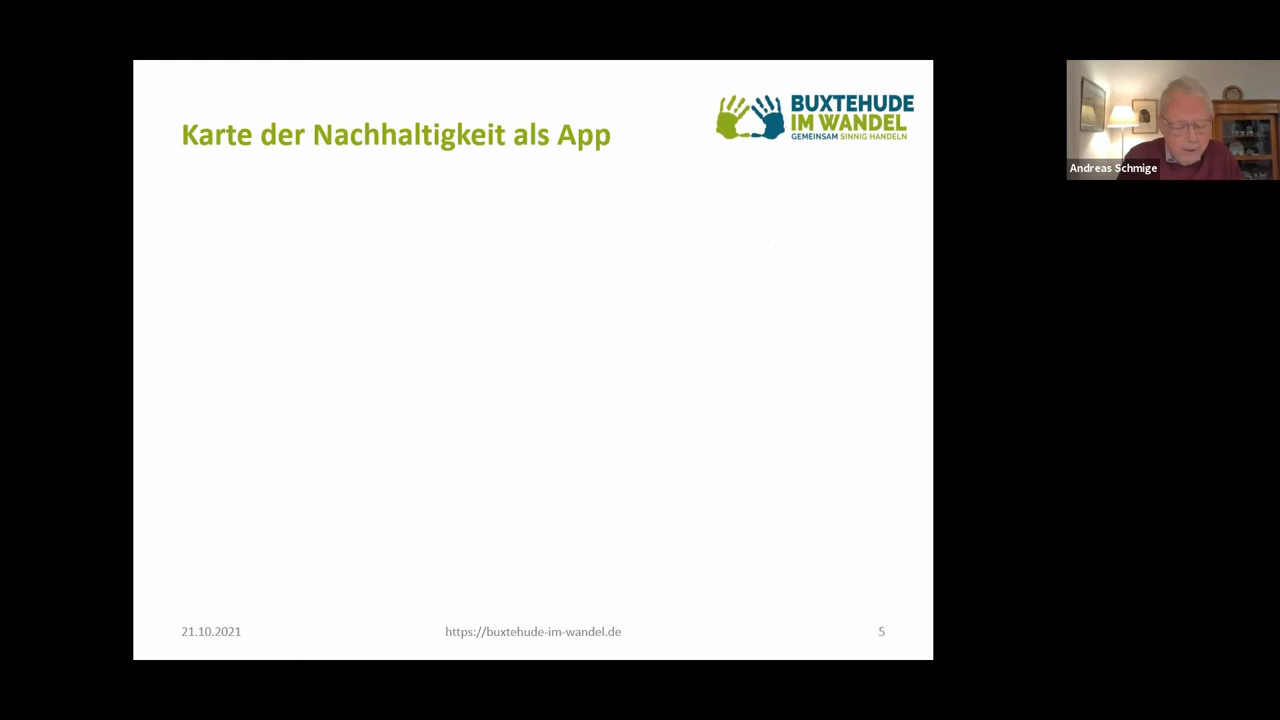 Karte der Nachhaltigkeit als App
BUXTEHUDE
IM WANDEL
GEMEINSAM SINNIG HANDELN
Andreas Schmige
21.10.2021
https://buxtehude-im-wandel.de
5